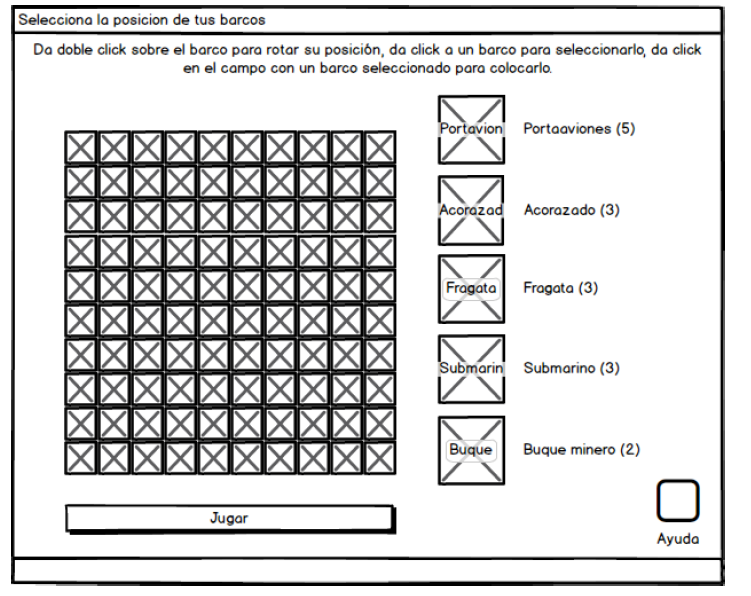 Selecciona la posicion de tus barcos
Da doble click sobre el barco para rotar su posición, da click a un barco para seleccionarlo, da click
en el campo con un barco seleccionado para colocarlo.
Portavion
Portaaviones (5)
Acorazad
Acorazado (3)
Fragata
Fragata (3)
Submarin
Submarino (3)
Buque
Buque minero (2)
Jugar
Ayuda